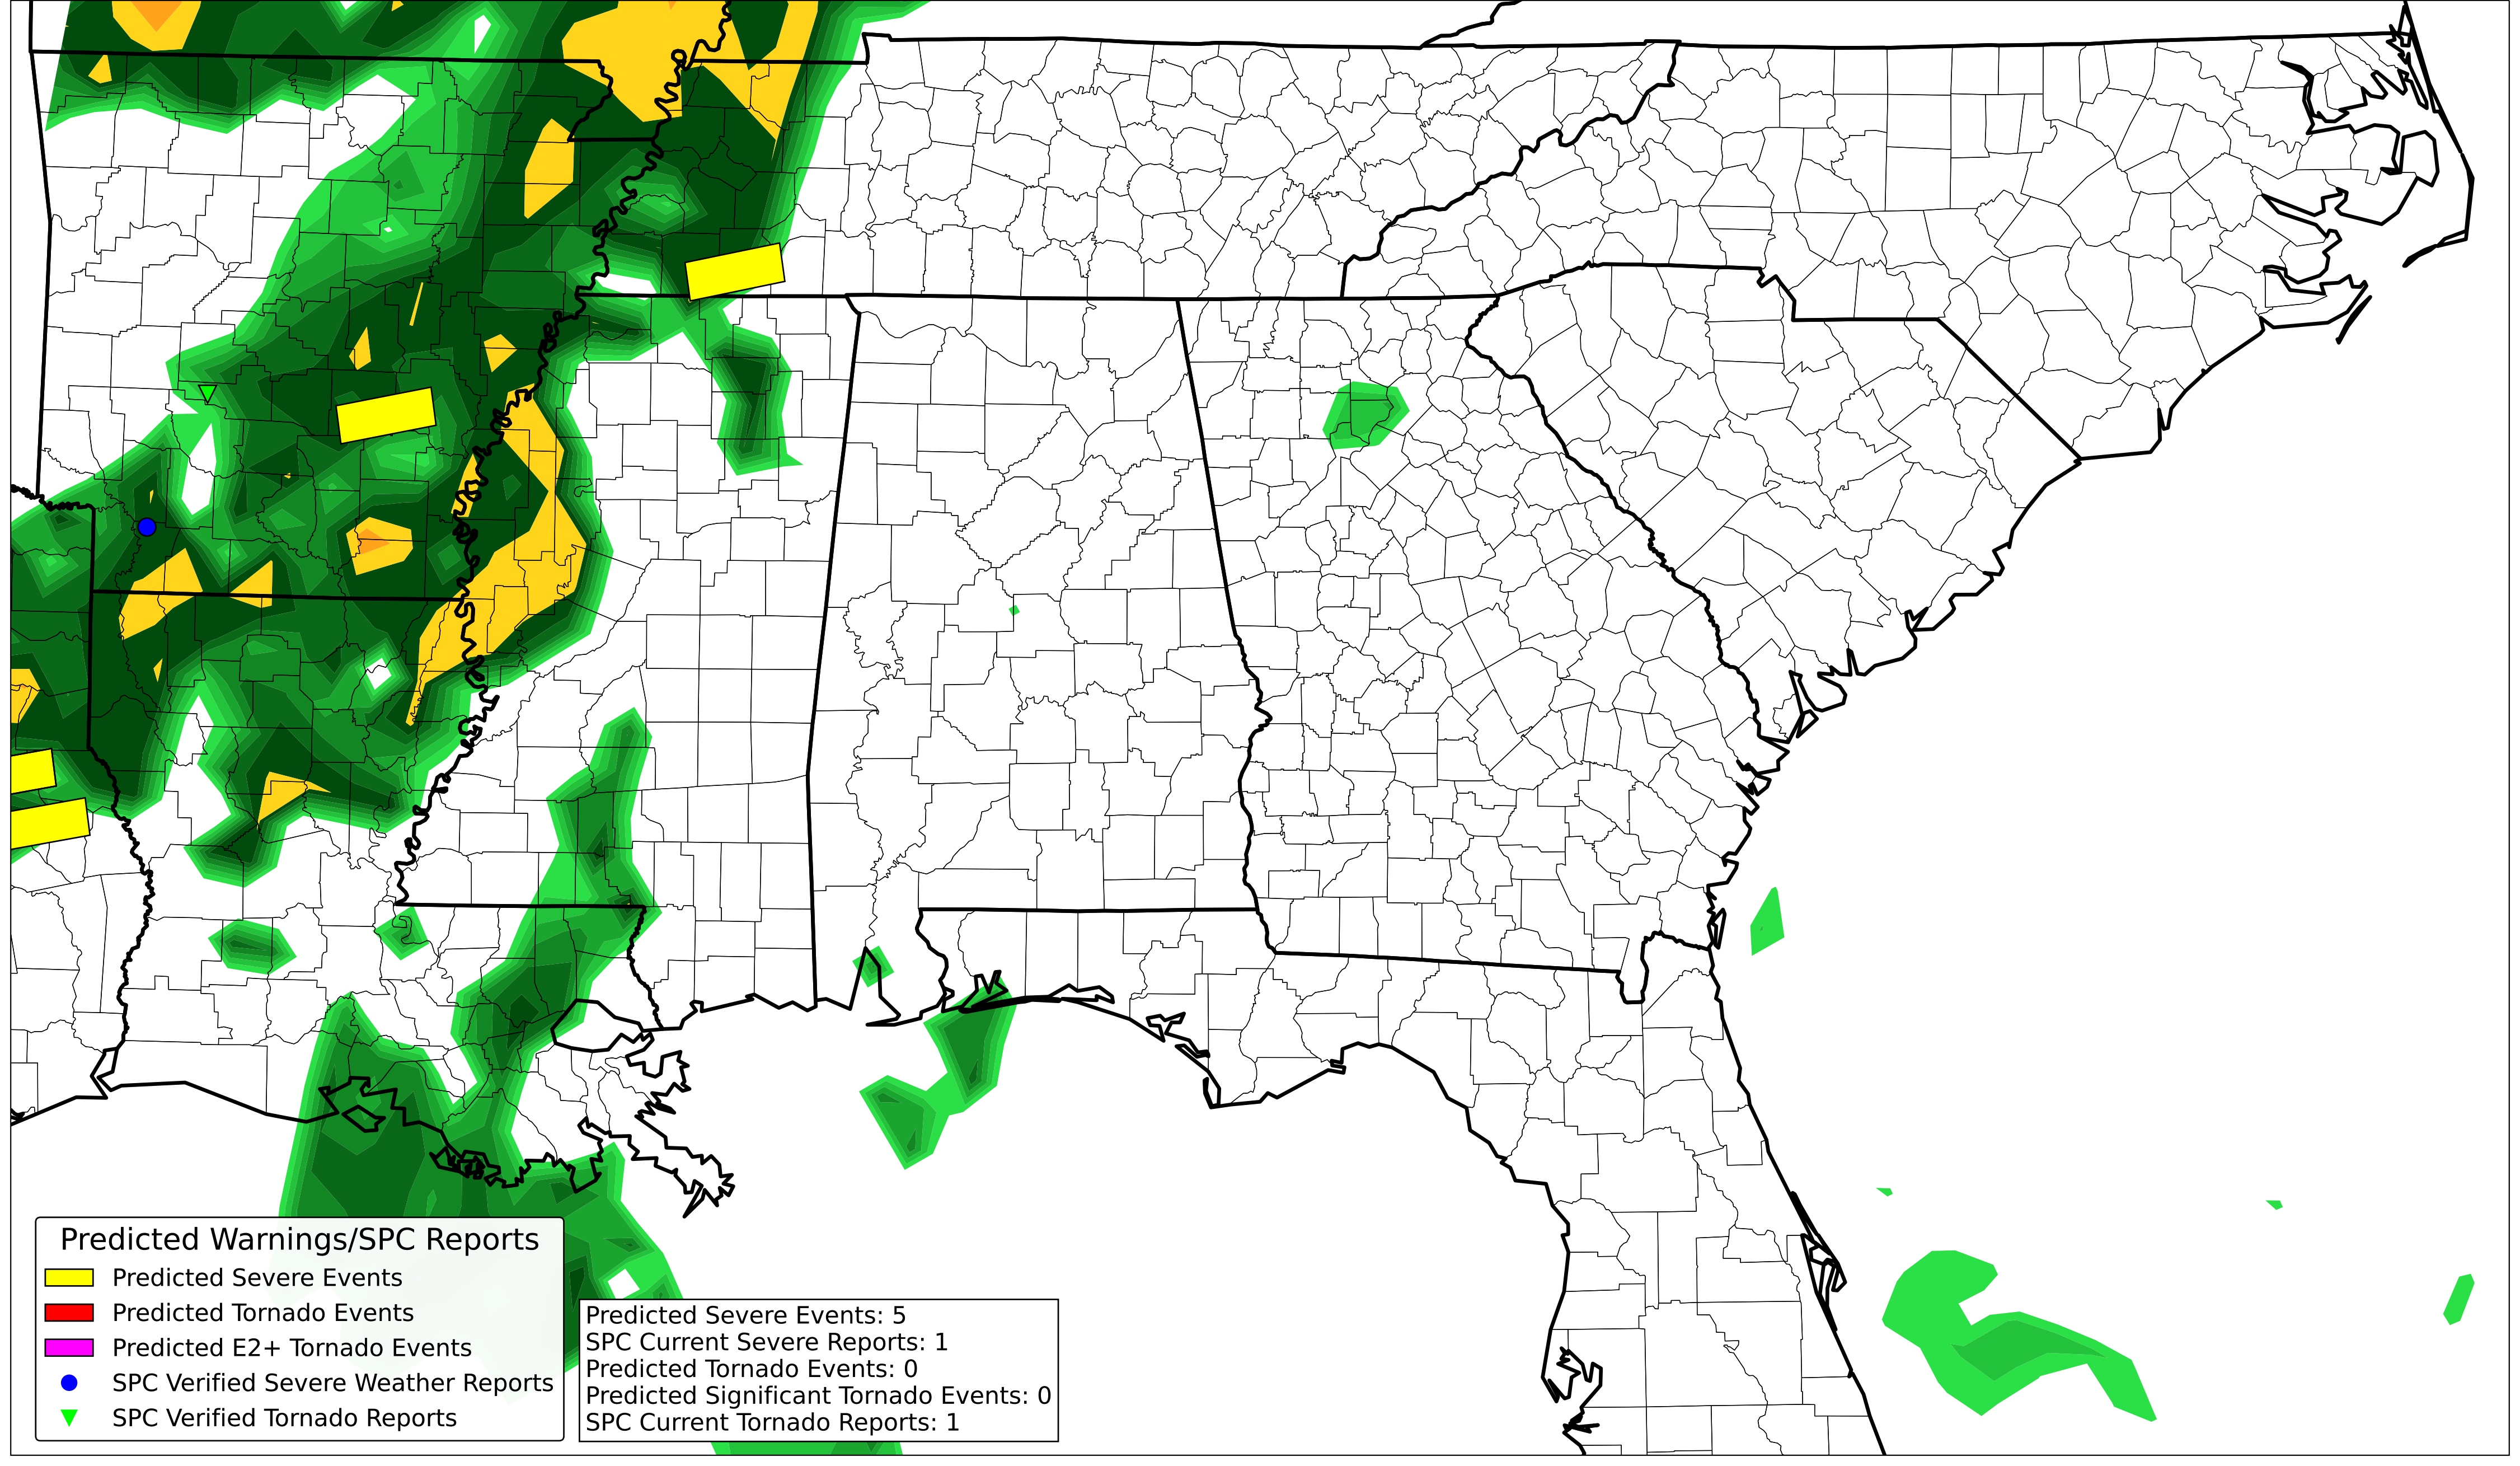 Predicted Warnings/SPC Reports
Predicted Severe Events
Predicted Tornado Events
Predicted E2+ Tornado Events
SPC Verified Severe Weather Reports
SPC Verified Tornado Reports
Predicted Severe Events: 5
SPC Current Severe Reports: 1
Predicted Tornado Events: 0
Predicted Significant Tornado Events: 0
SPC Current Tornado Reports: 1